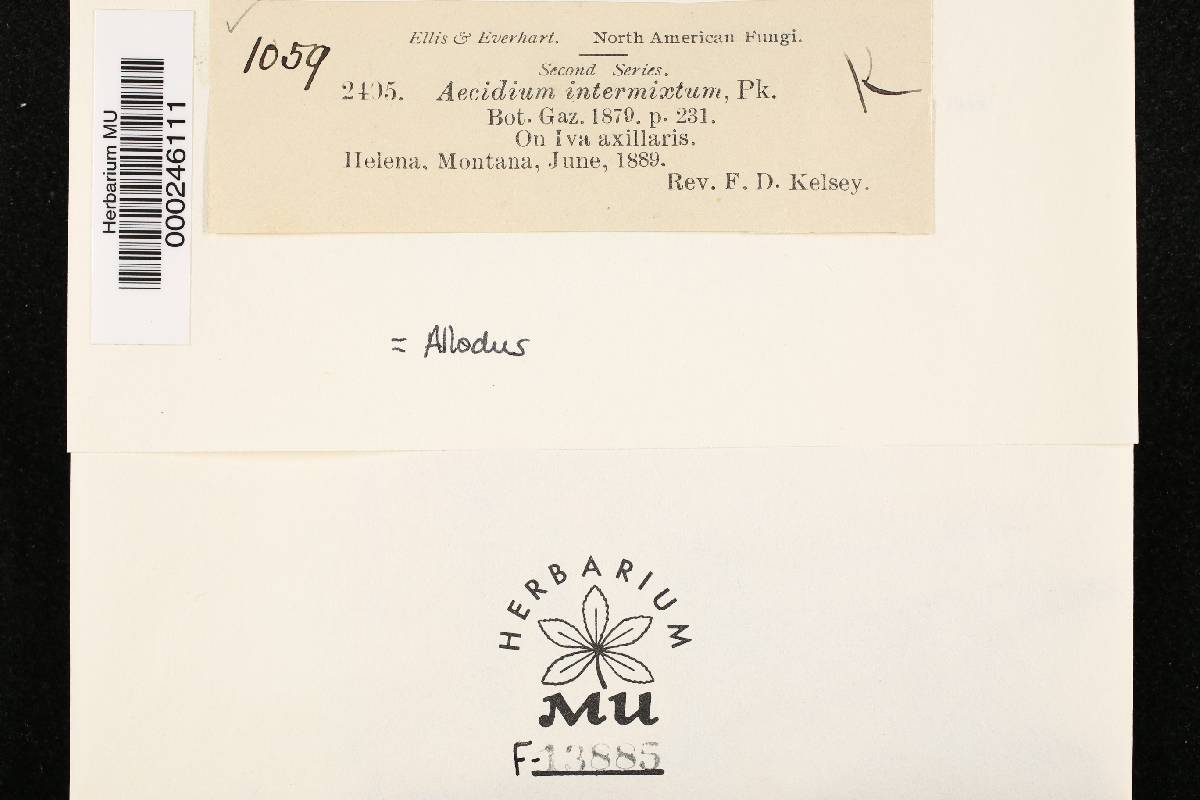 1059
Ellis & Everhart. North American Fungi.
Second Series.
2405. Aecidium intermixtum, Pk.
Bot. Gaz. 1879. p. 231.
On Iva axillaris.
Helena, Montana, June, 1889.
Rev. F. D. Kelsey.
K
Herbarium MU
000246111
= Allodus
HERBARIUM
MU
F-13885